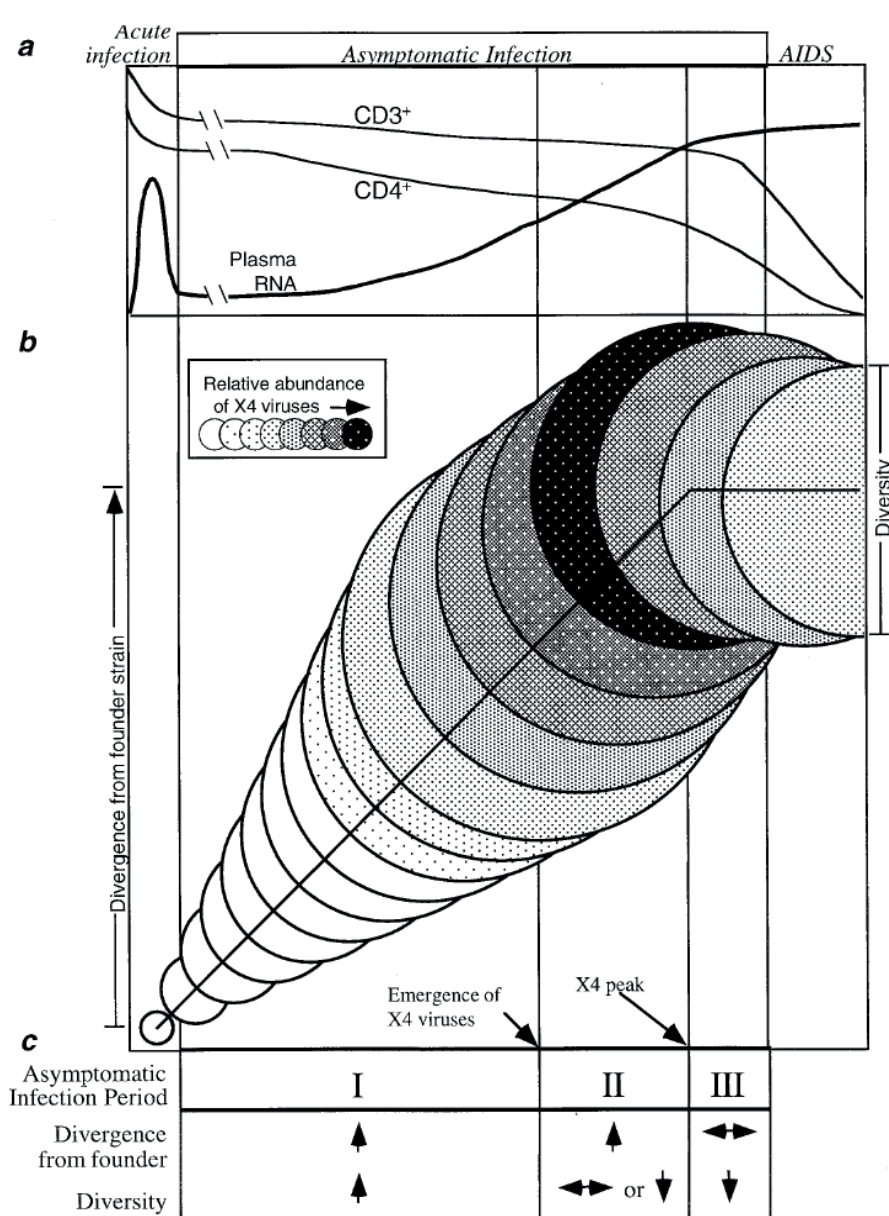 a
Acute
infection
Asymptomatic Infection
AIDS
CD3+
CD4+
Plasma
RNA
b
Relative abundance
of X4 viruses
Divergence from founder strain
Diversity
Emergence of
X4 viruses
X4 peak
c
Asymptomatic
Infection Period
I
II
III
Divergence
from founder
Diversity
or